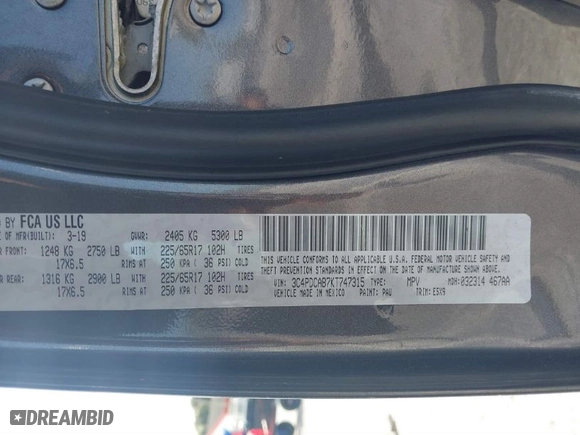 D BY FCA US LLC
E OF MFR(BUILT): 3-19 GVWR: 2405 KG 5300 LB
R FRONT: 1248 KG 2750 LB WITH 225/65R17 102H TIRES
17X6.5 RIMS AT 250 KPA ( 36 PSI) COLD
R REAR: 1316 KG 2900 LB WITH 225/65R17 102H TIRES
17X6.5 RIMS AT 250 KPA ( 36 PSI) COLD
THIS VEHICLE CONFORMS TO ALL APPLICABLE U.S.A. FEDERAL MOTOR VEHICLE SAFETY AND
THEFT PREVENTION STANDARDS IN EFFECT ON THE DATE OF MANUFACTURE SHOWN ABOVE.
VIN: 3C4PDCAB7KT747315 TYPE: MPV MDH: 032314 467AA
VEHICLE MADE IN MEXICO PAINT: PAU TRIM: E5X9
DREAMBID